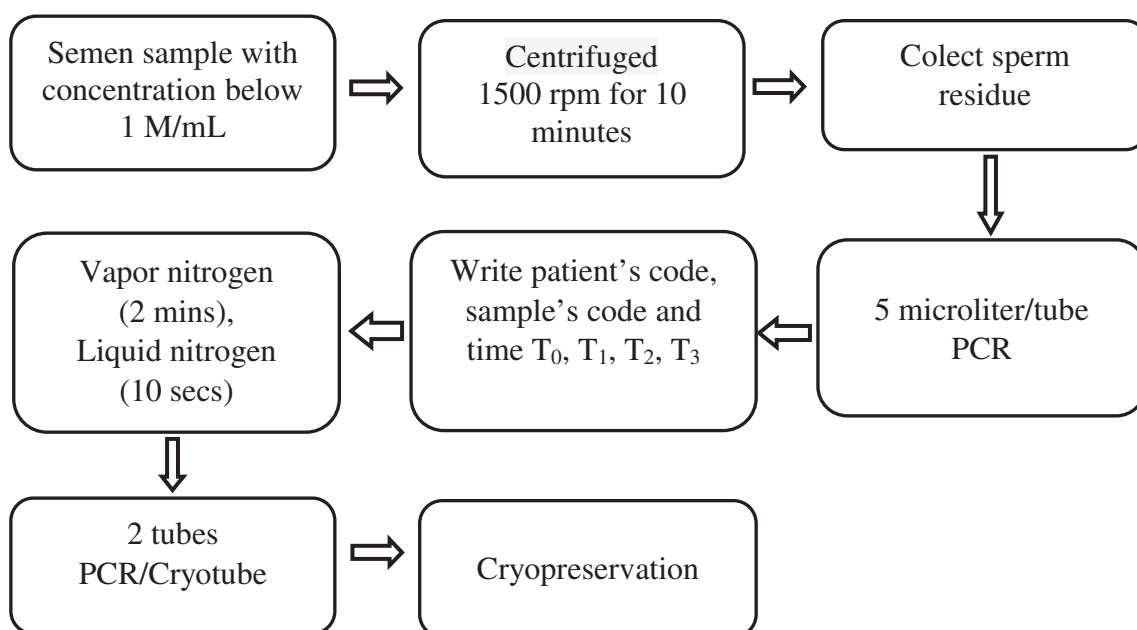 Semen sample with
concentration below
1 M/mL
Centrifuged
1500 rpm for 10
minutes
Colect sperm
residue
5 microliter/tube
PCR
Write patient’s code,
sample’s code and
time T₀, T₁, T₂, T₃
Vapor nitrogen
(2 mins),
Liquid nitrogen
(10 secs)
2 tubes
PCR/Cryotube
Cryopreservation